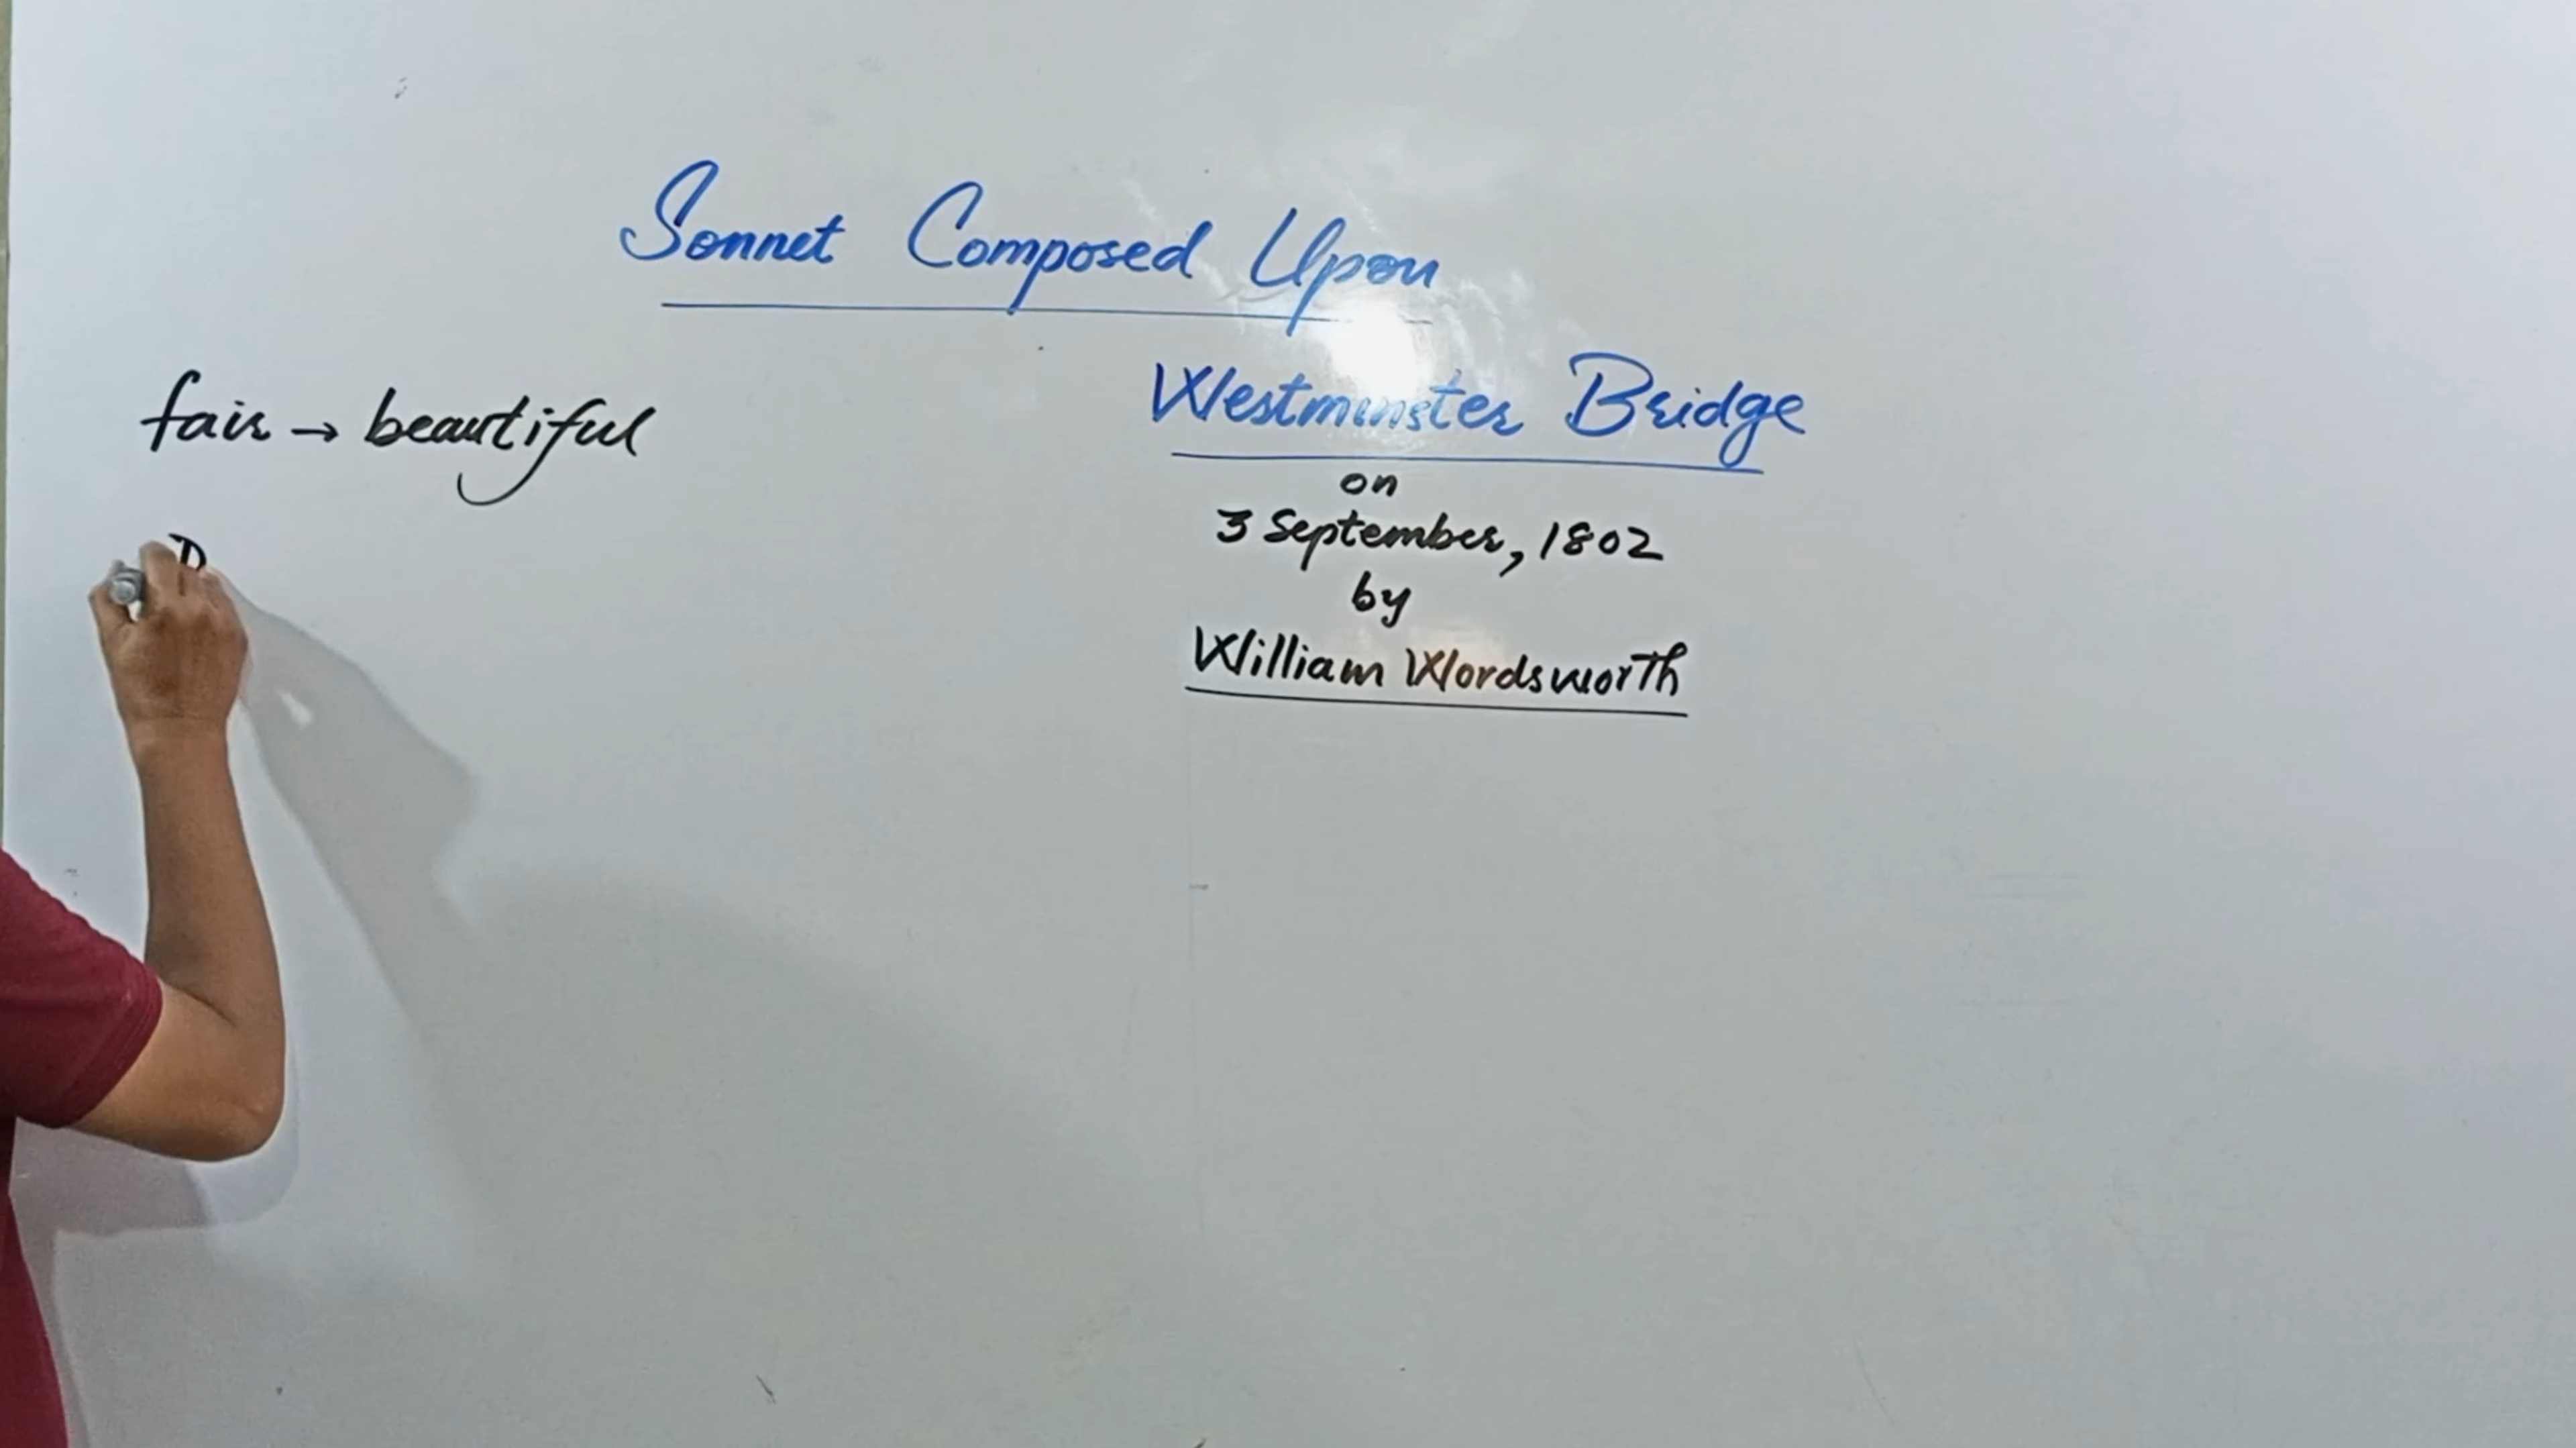 Sonnet Composed Upon
Westminster Bridge
on
3 September, 1802
by
William Wordsworth
fair → beautiful
D